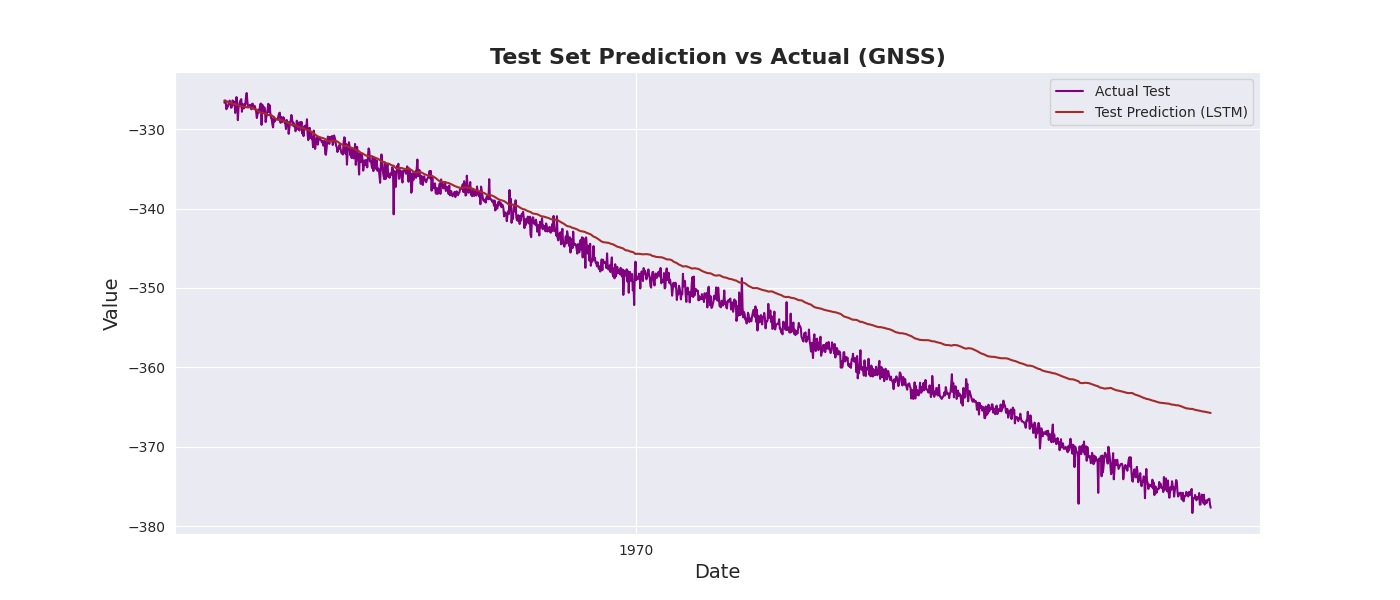 Test Set Prediction vs Actual (GNSS)
Actual Test
Test Prediction (LSTM)
Value
−330
−340
−350
−360
−370
−380
1970
Date